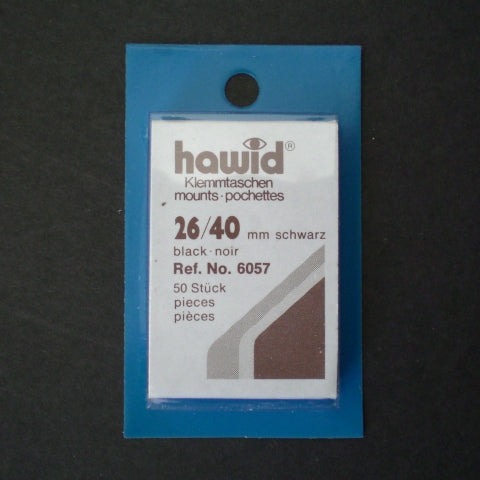 hawid®
Klemmtaschen
mounts·pochettes
26/40 mm schwarz
black·noir
Ref. No. 6057
50 Stück
pieces
pièces